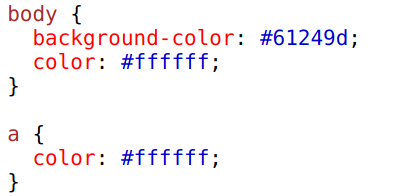 body {
  background-color: #61249d;
  color: #ffffff;
}

a {
  color: #ffffff;
}